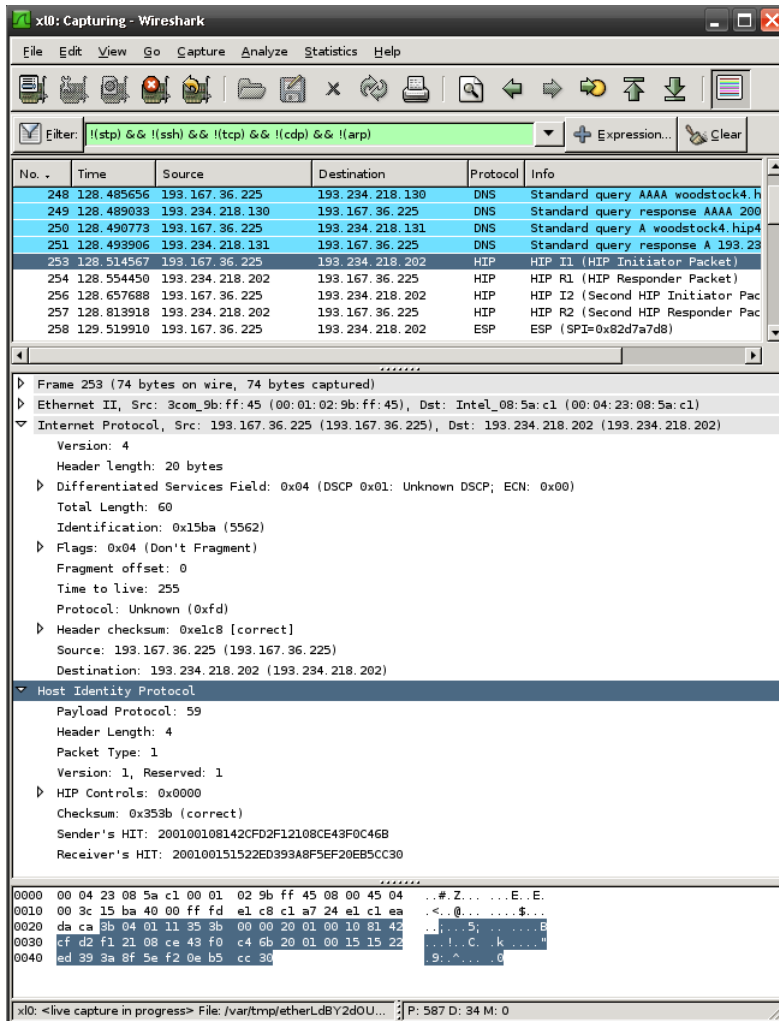 xl0: Capturing - Wireshark
File Edit View Go Capture Analyze Statistics Help
Filter: !(stp) && !(ssh) && !(tcp) && !(cdp) && !(arp) Expression... Clear
No. Time Source Destination Protocol Info
248 128.485656 193.167.36.225 193.234.218.130 DNS Standard query AAAA woodstock4.h
249 128.489033 193.234.218.130 193.167.36.225 DNS Standard query response AAAA 200
250 128.490773 193.167.36.225 193.234.218.131 DNS Standard query A woodstock4.hip4
251 128.493906 193.234.218.131 193.167.36.225 DNS Standard query response A 193.23
253 128.514567 193.167.36.225 193.234.218.202 HIP HIP I1 (HIP Initiator Packet)
254 128.554450 193.234.218.202 193.167.36.225 HIP HIP R1 (HIP Responder Packet)
256 128.657688 193.167.36.225 193.234.218.202 HIP HIP I2 (Second HIP Initiator Pac
257 128.813918 193.234.218.202 193.167.36.225 HIP HIP R2 (Second HIP Responder Pac
258 129.519910 193.167.36.225 193.234.218.202 ESP ESP (SPI=0x82d7a7d8)
Frame 253 (74 bytes on wire, 74 bytes captured)
Ethernet II, Src: 3com_9b:ff:45 (00:01:02:9b:ff:45), Dst: Intel_08:5a:c1 (00:04:23:08:5a:c1)
Internet Protocol, Src: 193.167.36.225 (193.167.36.225), Dst: 193.234.218.202 (193.234.218.202)
Version: 4
Header length: 20 bytes
Differentiated Services Field: 0x04 (DSCP 0x01: Unknown DSCP; ECN: 0x00)
Total Length: 60
Identification: 0x15ba (5562)
Flags: 0x04 (Don't Fragment)
Fragment offset: 0
Time to live: 255
Protocol: Unknown (0xfd)
Header checksum: 0xe1c8 [correct]
Source: 193.167.36.225 (193.167.36.225)
Destination: 193.234.218.202 (193.234.218.202)
Host Identity Protocol
Payload Protocol: 59
Header Length: 4
Packet Type: 1
Version: 1, Reserved: 1
HIP Controls: 0x0000
Checksum: 0x353b (correct)
Sender's HIT: 200100108142CFD2F12108CE43F0C46B
Receiver's HIT: 200100151522ED393A8F5EF20EB5CC30
0000 00 04 23 08 5a c1 00 01 02 9b ff 45 08 00 45 04 ..#.Z... ...E..E.
0010 00 3c 15 ba 40 00 ff fd e1 c8 c1 a7 24 e1 c1 ea .<..@... ....$...
0020 da ca 3b 04 01 11 35 3b 00 00 20 01 00 10 81 42 ..;...5; .. ....B
0030 cf d2 f1 21 08 ce 43 f0 c4 6b 20 01 00 15 15 22 ...!..C. .k ...."
0040 ed 39 3a 8f 5e f2 0e b5 cc 30 .9:.^... .0
xl0: <live capture in progress> File: /var/tmp/etherLdBY2dOU... P: 587 D: 34 M: 0